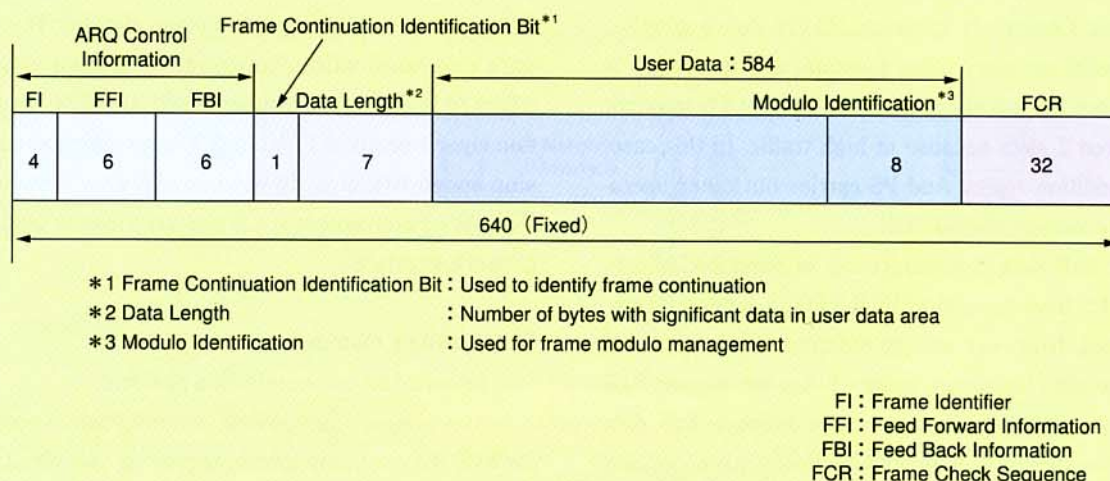 Frame Continuation Identification Bit*1
ARQ Control
Information
User Data : 584
FI FFI FBI Data Length*2 Modulo Identification*3 FCR
4 6 6 1 7 8 32
640 (Fixed)
*1 Frame Continuation Identification Bit : Used to identify frame continuation
*2 Data Length : Number of bytes with significant data in user data area
*3 Modulo Identification : Used for frame modulo management
FI : Frame Identifier
FFI : Feed Forward Information
FBI : Feed Back Information
FCR : Frame Check Sequence